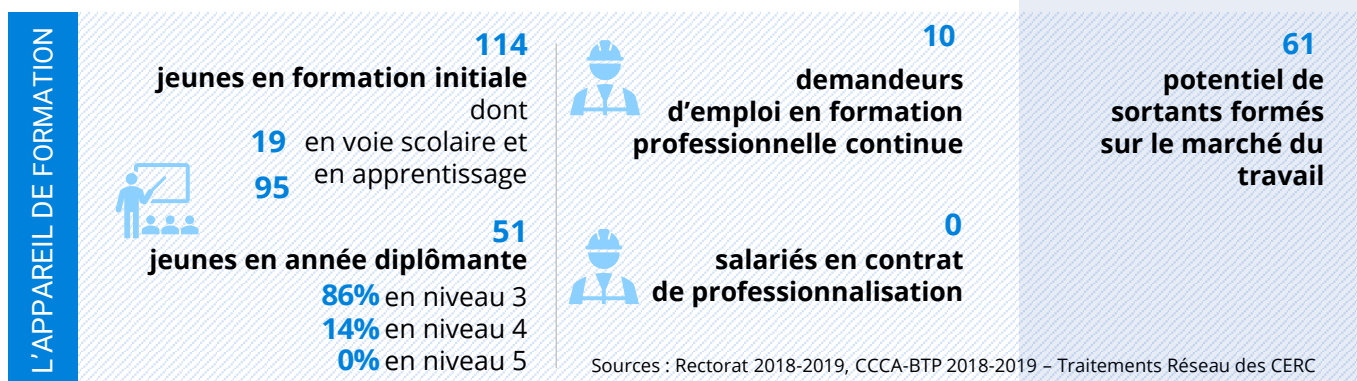 L'APPAREIL DE FORMATION
114
jeunes en formation initiale
dont
19 en voie scolaire et
95 en apprentissage
51
jeunes en année diplômante
86% en niveau 3
14% en niveau 4
0% en niveau 5
10
demandeurs
d'emploi en formation
professionnelle continue
0
salariés en contrat
de professionnalisation
61
potentiel de
sortants formés
sur le marché du
travail
Sources : Rectorat 2018-2019, CCCA-BTP 2018-2019 – Traitements Réseau des CERC